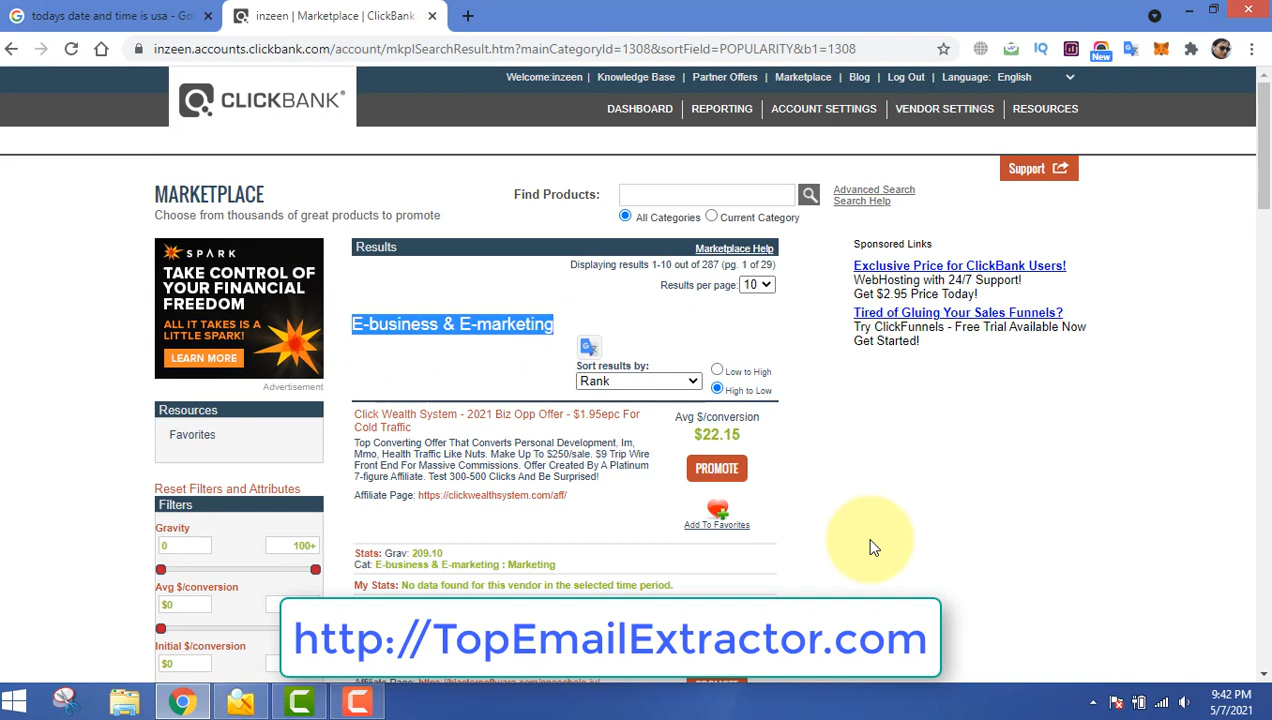 todays date and time is usa - Go
inzeen | Marketplace | ClickBank
inzeen.accounts.clickbank.com/account/mkplSearchResult.htm?mainCategoryId=1308&sortField=POPULARITY&b1=1308
IQ
New
Welcome:inzeen | Knowledge Base | Partner Offers | Marketplace | Blog | Log Out | Language: English
CLICKBANK
DASHBOARD | REPORTING | ACCOUNT SETTINGS | VENDOR SETTINGS | RESOURCES
Support
MARKETPLACE
Choose from thousands of great products to promote
Find Products:
Advanced Search
Search Help
All Categories Current Category
SPARK
TAKE CONTROL OF
YOUR FINANCIAL
FREEDOM
ALL IT TAKES IS A
LITTLE SPARK!
LEARN MORE
Advertisement
Results Marketplace Help
Displaying results 1-10 out of 287 (pg. 1 of 29)
Results per page: 10
E-business & E-marketing
Sort results by:
Rank
Low to High
High to Low
Sponsored Links
Exclusive Price for ClickBank Users!
WebHosting with 24/7 Support!
Get $2.95 Price Today!
Tired of Gluing Your Sales Funnels?
Try ClickFunnels - Free Trial Available Now
Get Started!
Resources
Favorites
Reset Filters and Attributes
Filters
Gravity
0 100+
Avg $/conversion
$0
Initial $/conversion
$0
Click Wealth System - 2021 Biz Opp Offer - $1.95epc For
Cold Traffic
Top Converting Offer That Converts Personal Development, Im,
Mmo, Health Traffic Like Nuts. Make Up To $250/sale. $9 Trip Wire
Front End For Massive Commissions. Offer Created By A Platinum
7-figure Affiliate. Test 300-500 Clicks And Be Surprised!
Affiliate Page: https://clickwealthsystem.com/aff/
Avg $/conversion
$22.15
PROMOTE
Add To Favorites
Stats: Grav: 209.10
Cat: E-business & E-marketing : Marketing
My Stats: No data found for this vendor in the selected time period.
http://TopEmailExtractor.com
9:42 PM
5/7/2021